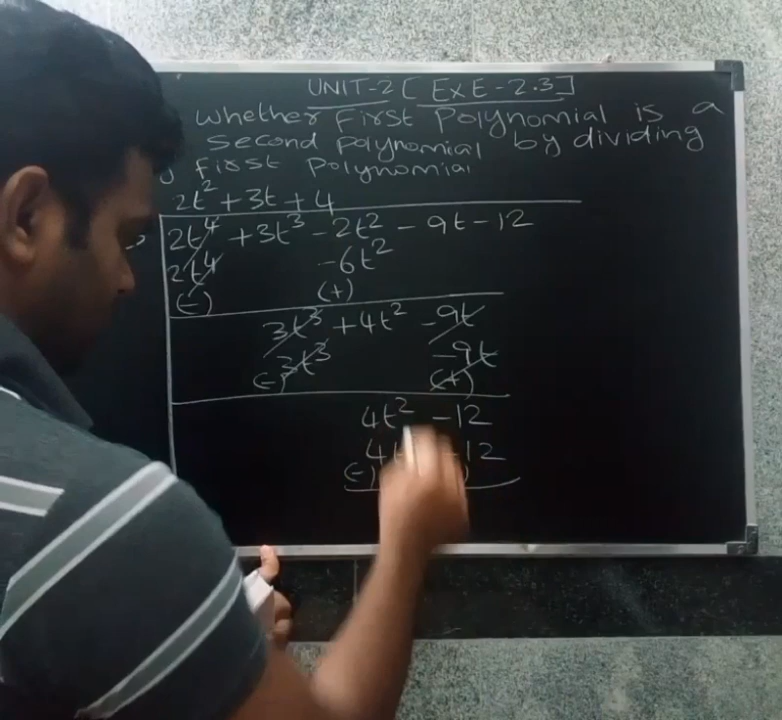 UNIT-2 [ EXE-2.3 ]
Whether First Polynomial is a
Second polynomial by dividing
First Polynomial
2t² + 3t + 4
2t⁴ + 3t³ - 2t² - 9t - 12
2t⁴ - 6t²
(-) (+)
3t³ + 4t² - 9t
3t³ - 9t
(-) (+)
4t² - 12
4t -12
(-) )